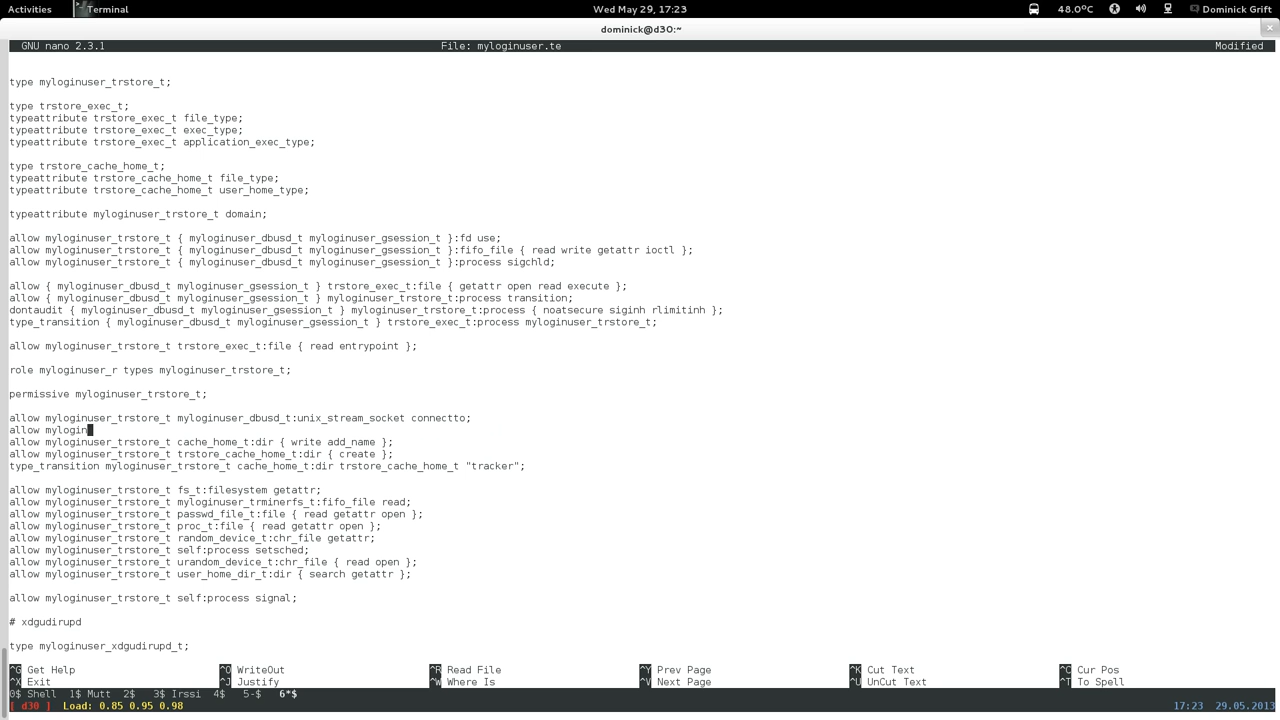 Activities Terminal Wed May 29, 17:23 48.0ºC Dominick Grift
dominick@d30:~
GNU nano 2.3.1 File: myloginuser.te Modified
type myloginuser_trstore_t;
type trstore_exec_t;
typeattribute trstore_exec_t file_type;
typeattribute trstore_exec_t exec_type;
typeattribute trstore_exec_t application_exec_type;
type trstore_cache_home_t;
typeattribute trstore_cache_home_t file_type;
typeattribute trstore_cache_home_t user_home_type;
typeattribute myloginuser_trstore_t domain;
allow myloginuser_trstore_t { myloginuser_dbusd_t myloginuser_gsession_t }:fd use;
allow myloginuser_trstore_t { myloginuser_dbusd_t myloginuser_gsession_t }:fifo_file { read write getattr ioctl };
allow myloginuser_trstore_t { myloginuser_dbusd_t myloginuser_gsession_t }:process sigchld;
allow { myloginuser_dbusd_t myloginuser_gsession_t } trstore_exec_t:file { getattr open read execute };
allow { myloginuser_dbusd_t myloginuser_gsession_t } myloginuser_trstore_t:process transition;
dontaudit { myloginuser_dbusd_t myloginuser_gsession_t } myloginuser_trstore_t:process { noatsecure siginh rlimitinh };
type_transition { myloginuser_dbusd_t myloginuser_gsession_t } trstore_exec_t:process myloginuser_trstore_t;
allow myloginuser_trstore_t trstore_exec_t:file { read entrypoint };
role myloginuser_r types myloginuser_trstore_t;
permissive myloginuser_trstore_t;
allow myloginuser_trstore_t myloginuser_dbusd_t:unix_stream_socket connectto;
allow mylogin
allow myloginuser_trstore_t cache_home_t:dir { write add_name };
allow myloginuser_trstore_t trstore_cache_home_t:dir { create };
type_transition myloginuser_trstore_t cache_home_t:dir trstore_cache_home_t "tracker";
allow myloginuser_trstore_t fs_t:filesystem getattr;
allow myloginuser_trstore_t myloginuser_trminerfs_t:fifo_file read;
allow myloginuser_trstore_t passwd_file_t:file { read getattr open };
allow myloginuser_trstore_t proc_t:file { read getattr open };
allow myloginuser_trstore_t random_device_t:chr_file getattr;
allow myloginuser_trstore_t self:process setsched;
allow myloginuser_trstore_t urandom_device_t:chr_file { read open };
allow myloginuser_trstore_t user_home_dir_t:dir { search getattr };
allow myloginuser_trstore_t self:process signal;
# xdgudirupd
type myloginuser_xdgudirupd_t;
^G Get Help ^O WriteOut ^R Read File ^Y Prev Page ^K Cut Text ^C Cur Pos
^X Exit ^J Justify ^W Where Is ^V Next Page ^U UnCut Text ^T To Spell
0$ Shell 1$ Mutt 2$ 3$ Irssi 4$ 5-$ 6*$
[ d30 ] Load: 0.85 0.95 0.98 17:23 29.05.2013